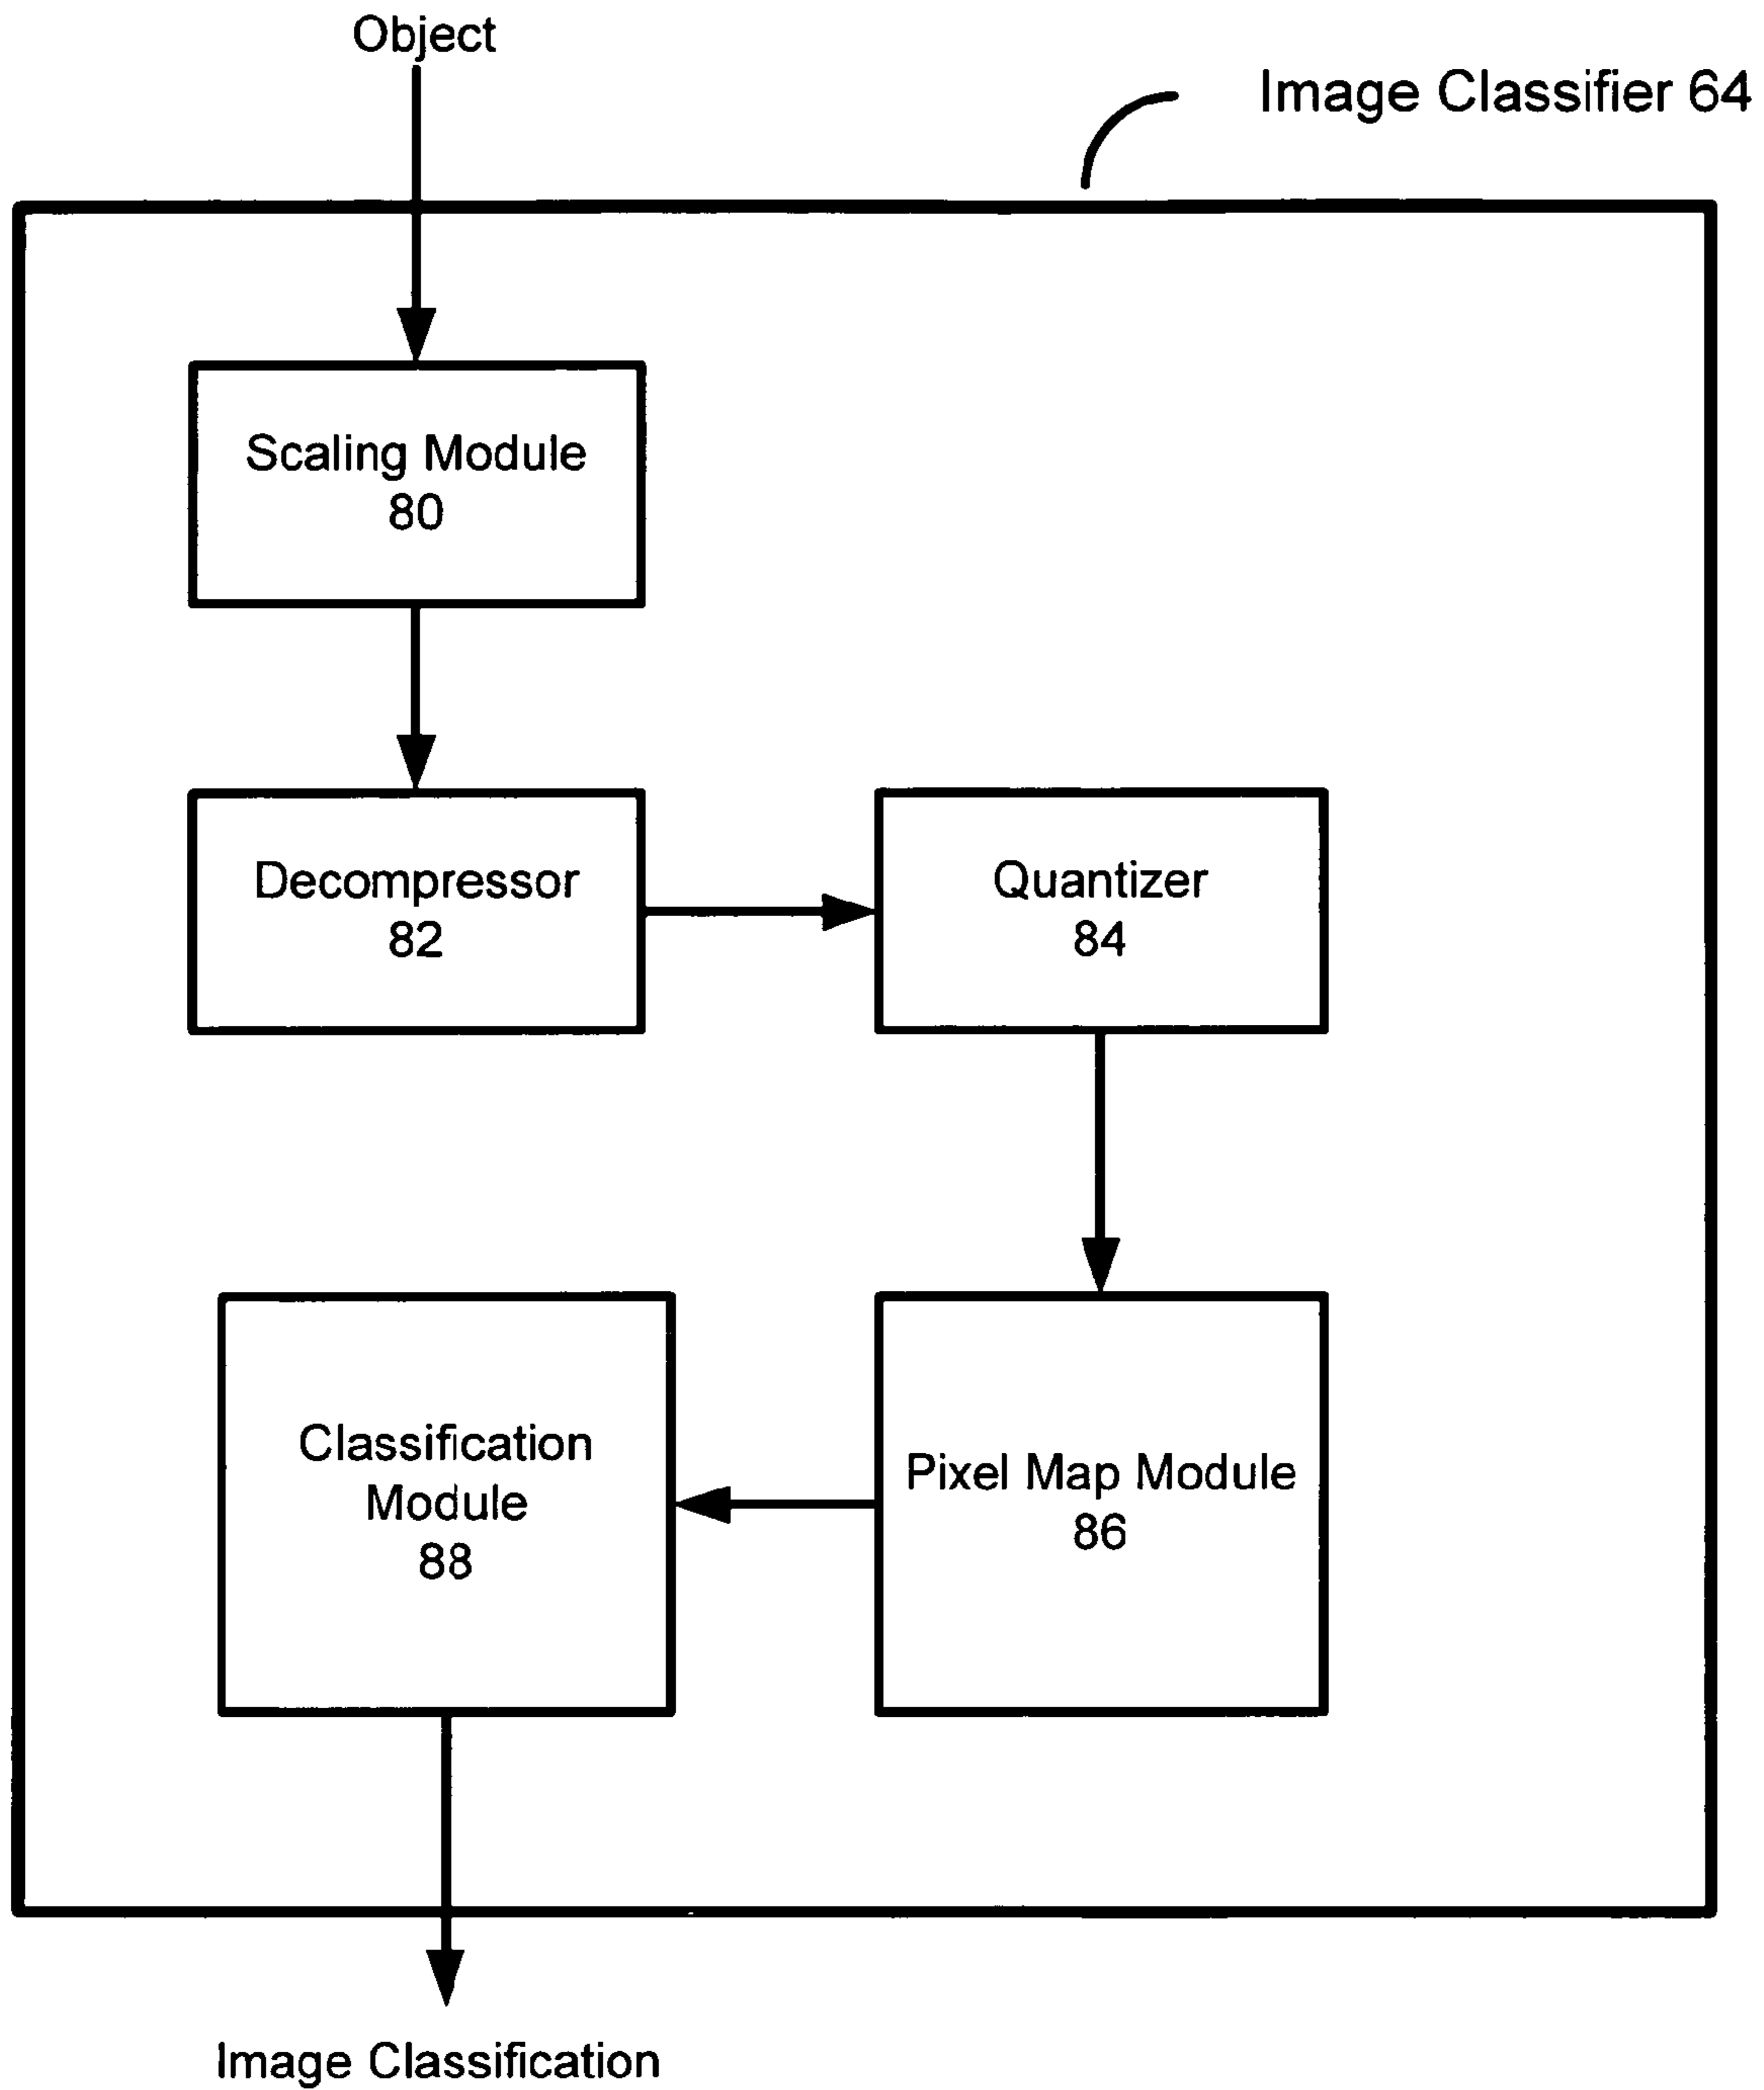 Object
Image Classifier 64
Scaling Module
80
Decompressor
82
Quantizer
84
Classification
Module
88
Pixel Map Module
86
Image Classification